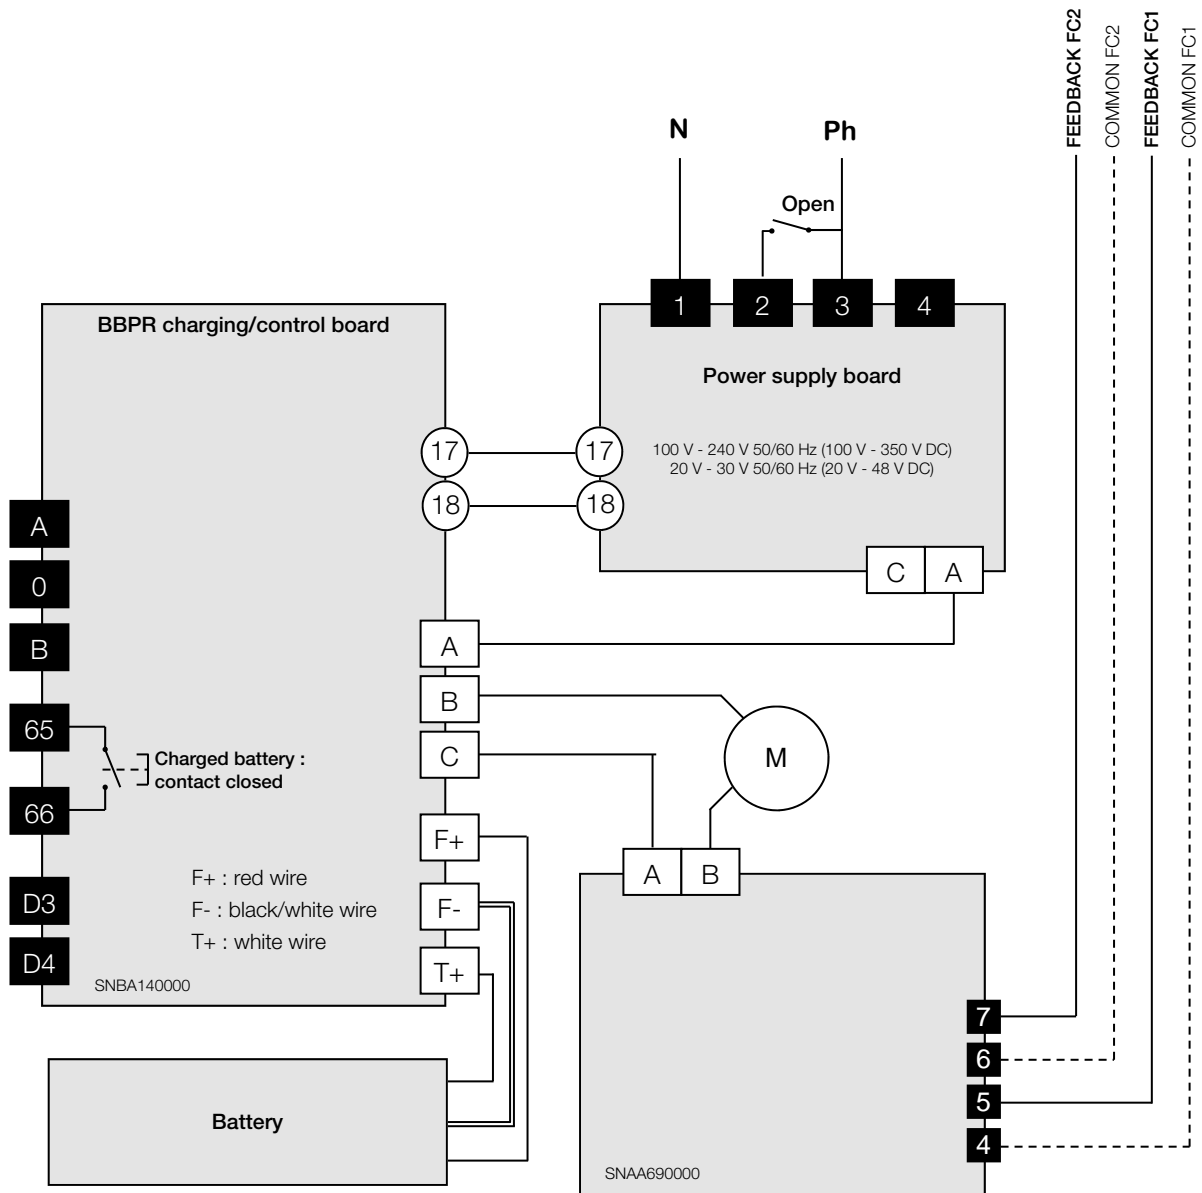 FEEDBACK FC2
COMMON FC2
FEEDBACK FC1
COMMON FC1
N
Ph
Open
1
2
3
4
BBPR charging/control board
Power supply board
100 V - 240 V 50/60 Hz (100 V - 350 V DC)
20 V - 30 V 50/60 Hz (20 V - 48 V DC)
17
17
18
18
A
0
B
C
A
A
B
C
65
66
Charged battery :
contact closed
M
F+
F-
T+
A
B
F+ : red wire
F- : black/white wire
T+ : white wire
D3
D4
SNBA140000
7
6
5
4
Battery
SNAA690000